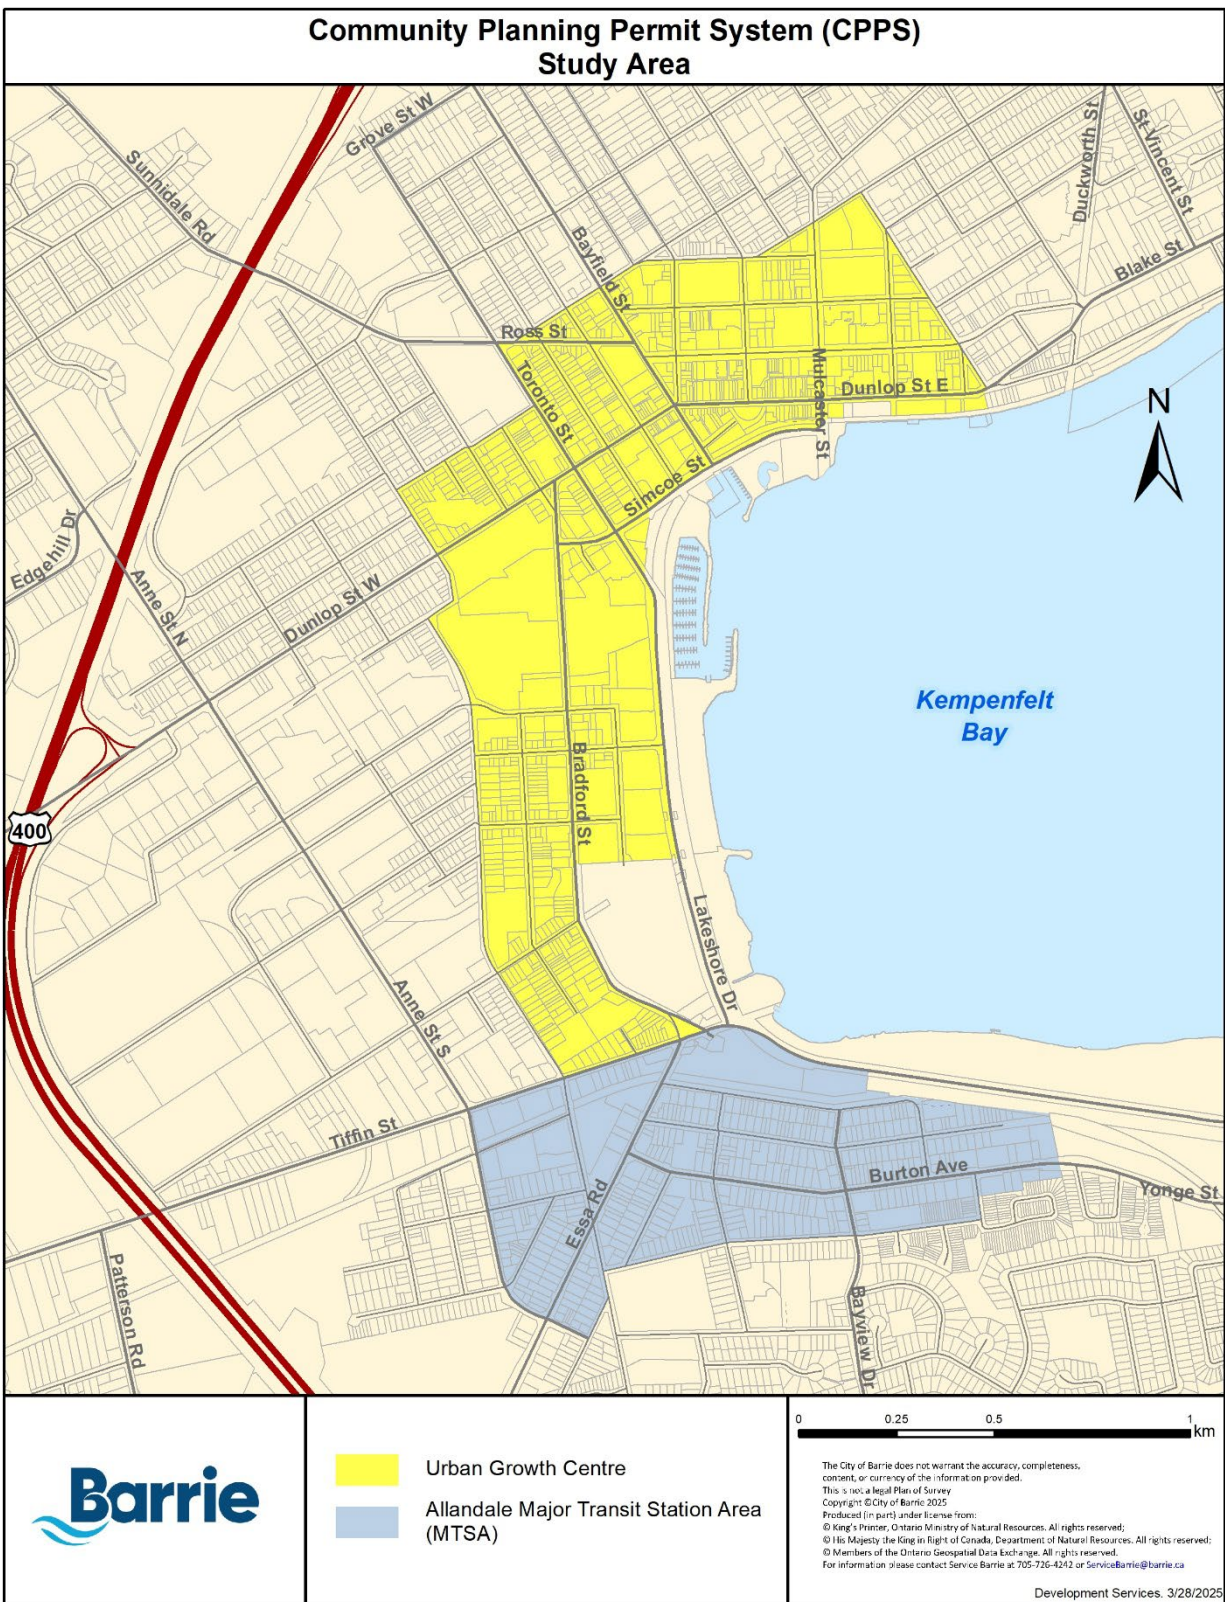 Community Planning Permit System (CPPS)
Study Area
Grove St W
Sunnidale Rd
Bayfield St
Duckworth St
St Vincent St
Blake St
Ross St
Toronto St
Mulcaster St
Dunlop St E
N
Simcoe St
Edgehill Dr
Anne St N
Dunlop St W
Kempenfelt
Bay
Bradford St
400
Lakeshore Dr
Anne St S
Tiffin St
Burton Ave
Yonge St
Essa Rd
Patterson Rd
Bayview Dr
Barrie
Urban Growth Centre
Allandale Major Transit Station Area
(MTSA)
0 0.25 0.5 1
km
The City of Barrie does not warrant the accuracy, completeness,
content, or currency of the information provided.
This is not a legal Plan of Survey
Copyright ©City of Barrie 2025
Produced (in part) under license from:
© King's Printer, Ontario Ministry of Natural Resources. All rights reserved;
© His Majesty the King in Right of Canada, Department of Natural Resources. All rights reserved;
© Members of the Ontario Geospatial Data Exchange. All rights reserved.
For information please contact Service Barrie at 705-726-4242 or ServiceBarrie@barrie.ca
Development Services. 3/28/2025